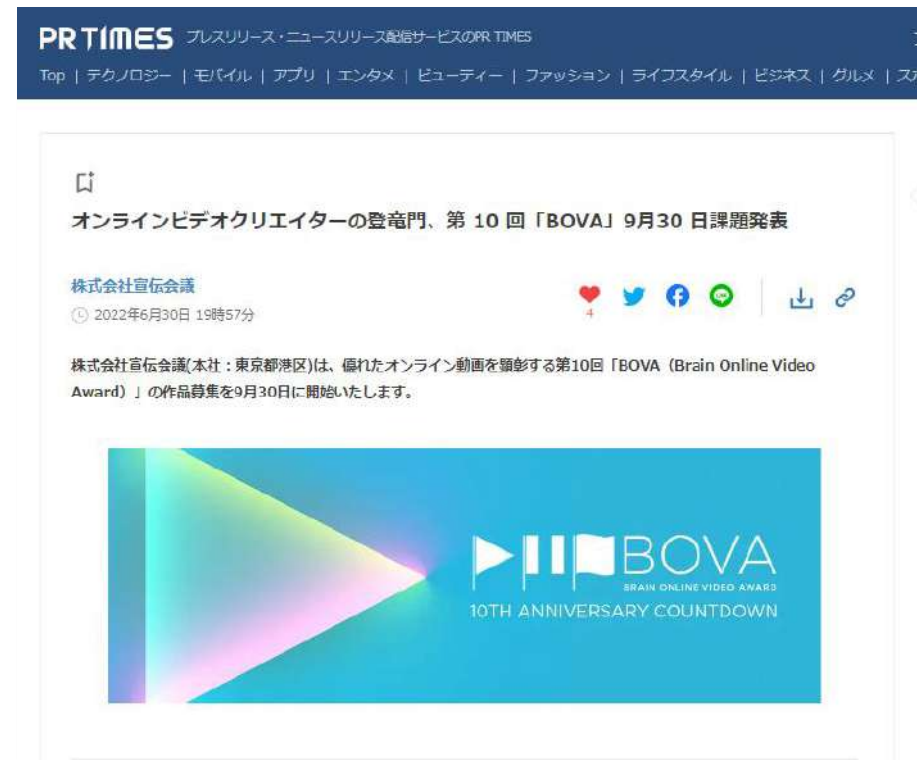 PR TIMES プレスリリース・ニュースリリース配信サービスのPR TIMES
Top | テクノロジー | モバイル | アプリ | エンタメ | ビューティー | ファッション | ライフスタイル | ビジネス | グルメ |
オンラインビデオクリエイターの登竜門、第 10 回「BOVA」9月30 日課題発表
株式会社宣伝会議
2022年6月30日 19時57分
4
株式会社宣伝会議(本社：東京都港区)は、優れたオンライン動画を顕彰する第10回「BOVA（Brain Online Video
Award）」の作品募集を9月30日に開始いたします。
BOVA
BRAIN ONLINE VIDEO AWARD
10TH ANNIVERSARY COUNTDOWN